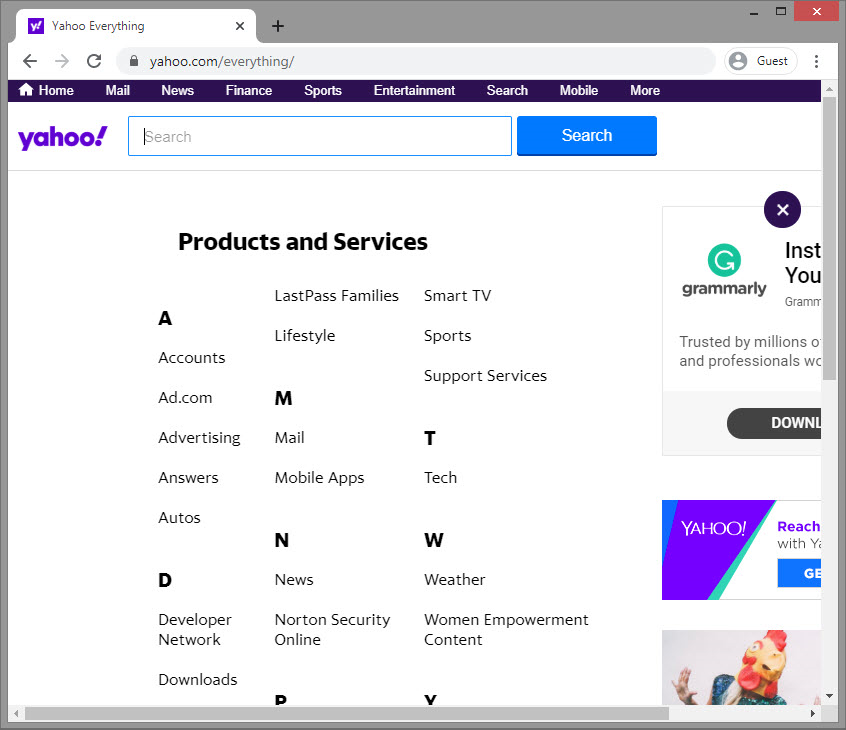 Yahoo Everything
yahoo.com/everything/
Guest
Home Mail News Finance Sports Entertainment Search Mobile More
yahoo!
Search
Search
Products and Services
A
Accounts
Ad.com
Advertising
Answers
Autos
D
Developer
Network
Downloads
LastPass Families
Lifestyle
M
Mail
Mobile Apps
N
News
Norton Security
Online
P
Smart TV
Sports
Support Services
T
Tech
W
Weather
Women Empowerment
Content
Y
grammarly
Inst
You
Gramm
Trusted by millions o
and professionals wo
DOWNL
YAHOO!
Reach
with Ya
GE